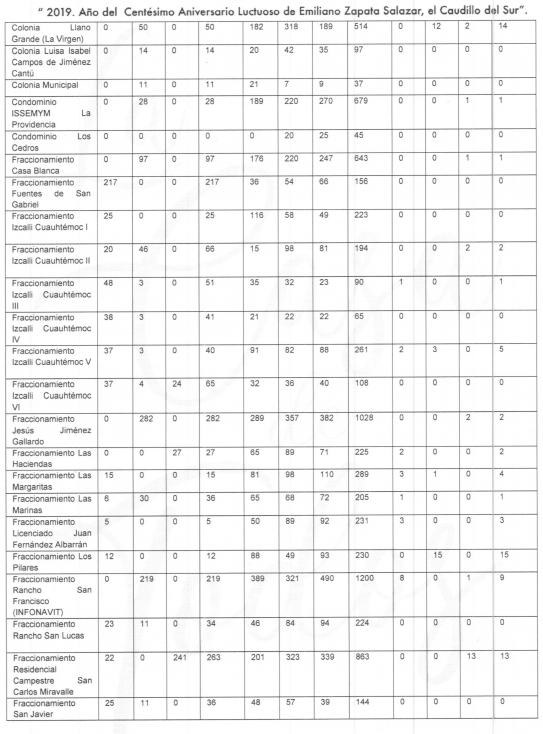 “ 2019. Año del Centésimo Aniversario Luctuoso de Emiliano Zapata Salazar, el Caudillo del Sur”.
Colonia Llano 0 50 0 50 182 318 189 514 0 12 2 14
Grande (La Virgen)
Colonia Luisa Isabel 0 14 0 14 20 42 35 97 0 0 0 0
Campos de Jiménez
Cantú
Colonia Municipal 0 11 0 11 21 7 9 37 0 0 0 0
Condominio 0 28 0 28 189 220 270 679 0 0 1 1
ISSEMYM La
Providencia
Condominio Los 0 0 0 0 0 20 25 45 0 0 0 0
Cedros
Fraccionamiento 0 97 0 97 176 220 247 643 0 0 1 1
Casa Blanca
Fraccionamiento 217 0 0 217 36 54 66 156 0 0 0 0
Fuentes de San
Gabriel
Fraccionamiento 25 0 0 25 116 58 49 223 0 0 0 0
Izcalli Cuauhtémoc I
Fraccionamiento 20 46 0 66 15 98 81 194 0 0 2 2
Izcalli Cuauhtémoc II
Fraccionamiento 48 3 0 51 35 32 23 90 1 0 0 1
Izcalli Cuauhtémoc
III
Fraccionamiento 38 3 0 41 21 22 22 65 0 0 0 0
Izcalli Cuauhtémoc
IV
Fraccionamiento 37 3 0 40 91 82 88 261 2 3 0 5
Izcalli Cuauhtémoc V
Fraccionamiento 37 4 24 65 32 36 40 108 0 0 0 0
Izcalli Cuauhtémoc
VI
Fraccionamiento 0 282 0 282 289 357 382 1028 0 0 2 2
Jesús Jiménez
Gallardo
Fraccionamiento Las 0 0 27 27 65 89 71 225 2 0 0 2
Haciendas
Fraccionamiento Las 15 0 0 15 81 98 110 289 3 1 0 4
Margaritas
Fraccionamiento Las 6 30 0 36 65 68 72 205 1 0 0 1
Marinas
Fraccionamiento 5 0 0 5 50 89 92 231 3 0 0 3
Licenciado Juan
Fernández Albarrán
Fraccionamiento Los 12 0 0 12 88 49 93 230 0 15 0 15
Pilares
Fraccionamiento 0 219 0 219 389 321 490 1200 8 0 1 9
Rancho San
Francisco
(INFONAVIT)
Fraccionamiento 23 11 0 34 46 84 94 224 0 0 0 0
Rancho San Lucas
Fraccionamiento 22 0 241 263 201 323 339 863 0 0 13 13
Residencial
Campestre San
Carlos Miravalle
Fraccionamiento 25 11 0 36 48 57 39 144 0 0 0 0
San Javier